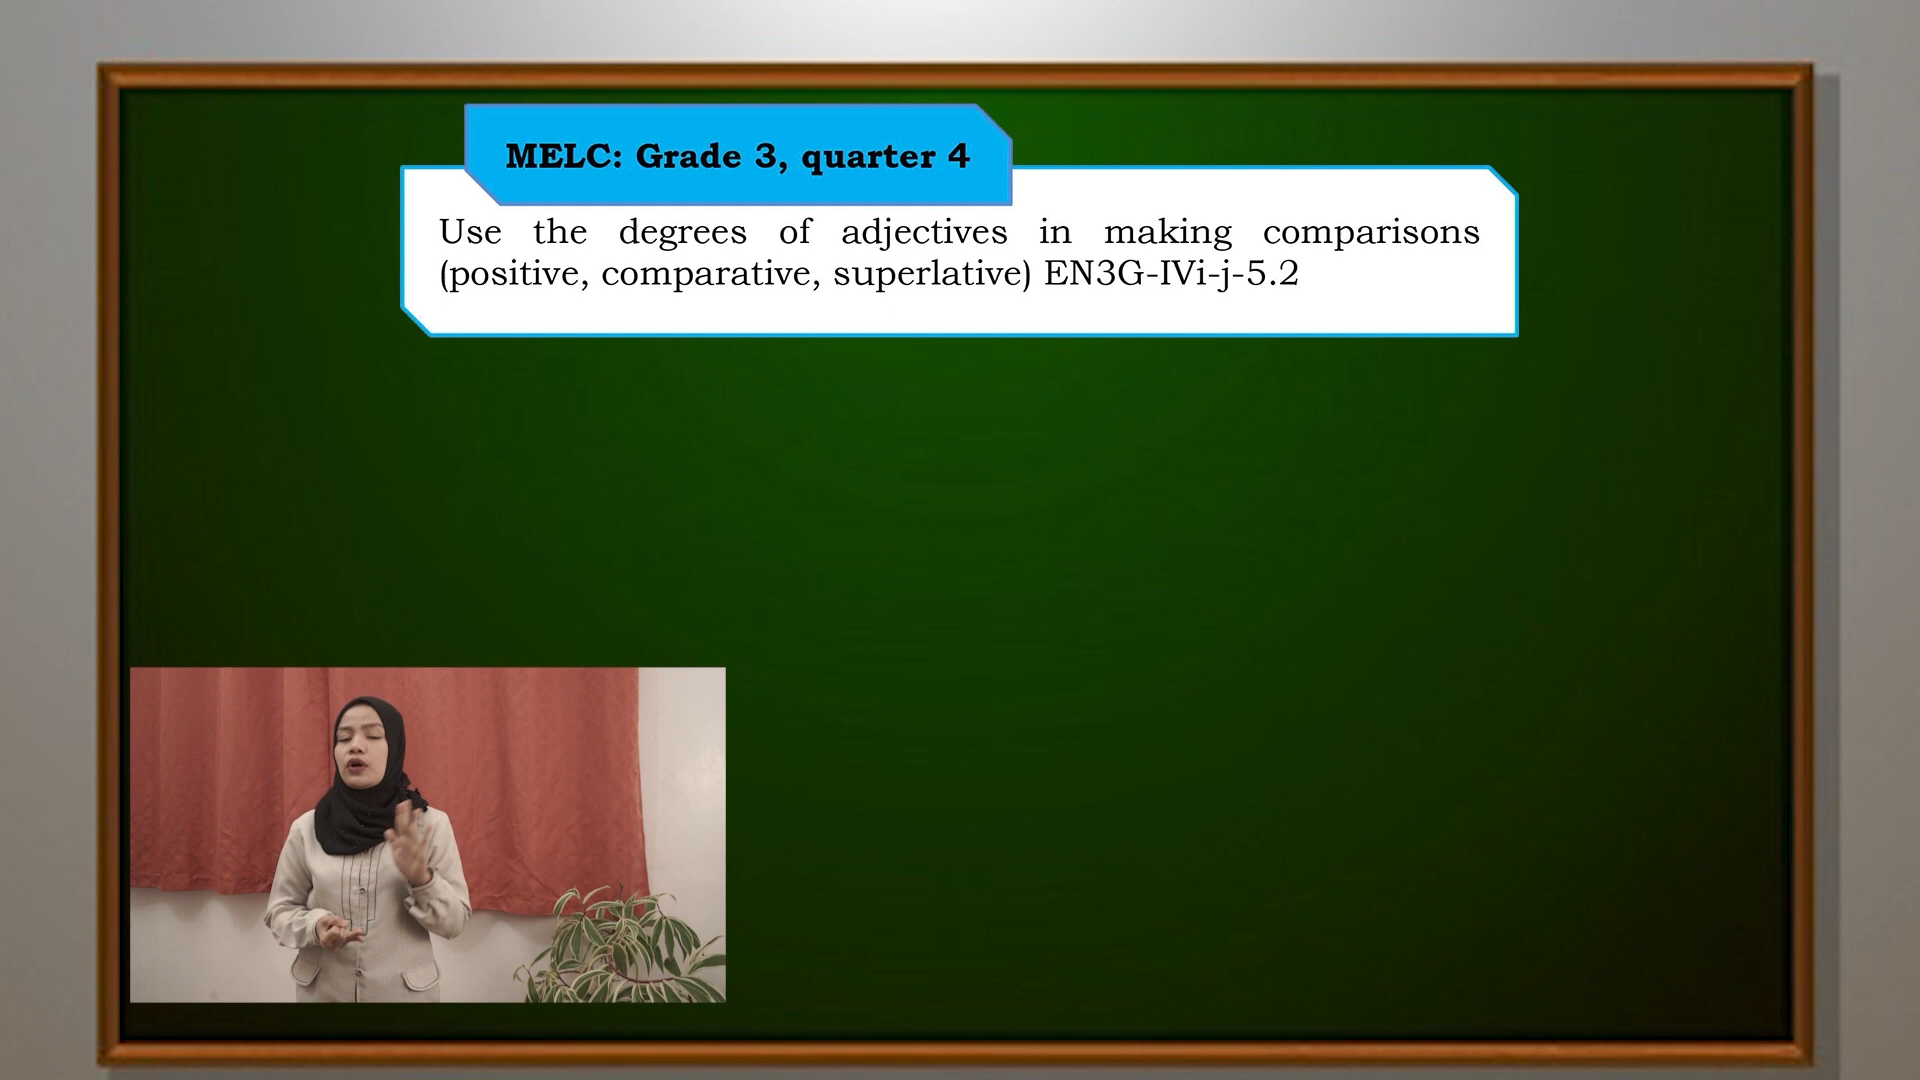 MELC: Grade 3, quarter 4
Use the degrees of adjectives in making comparisons
(positive, comparative, superlative) EN3G-IVi-j-5.2